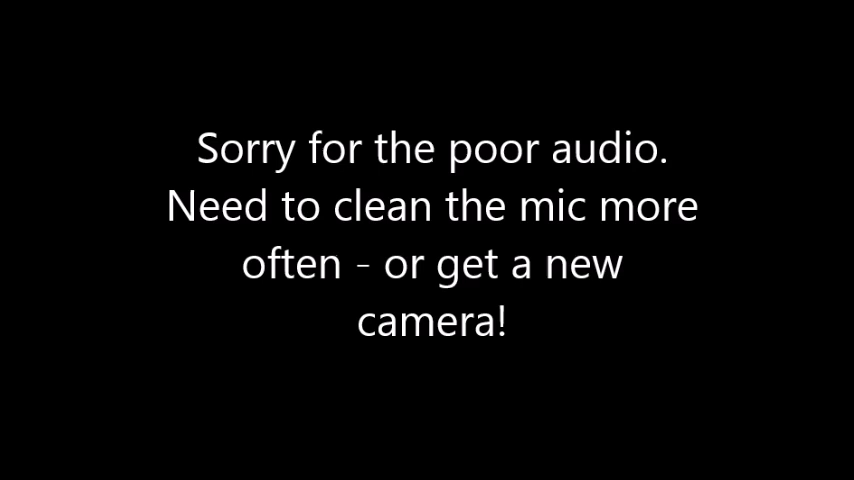 Sorry for the poor audio.
Need to clean the mic more
often - or get a new
camera!